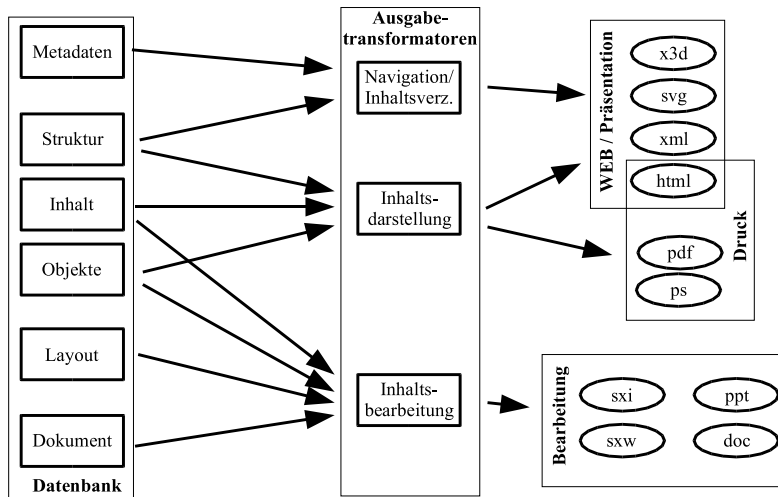 Metadaten
Struktur
Inhalt
Objekte
Layout
Dokument
Datenbank
Ausgabe-
transformatoren
Navigation/
Inhaltsverz.
Inhalts-
darstellung
Inhalts-
bearbeitung
WEB / Präsentation
x3d
svg
xml
html
Druck
pdf
ps
Bearbeitung
sxi
ppt
sxw
doc